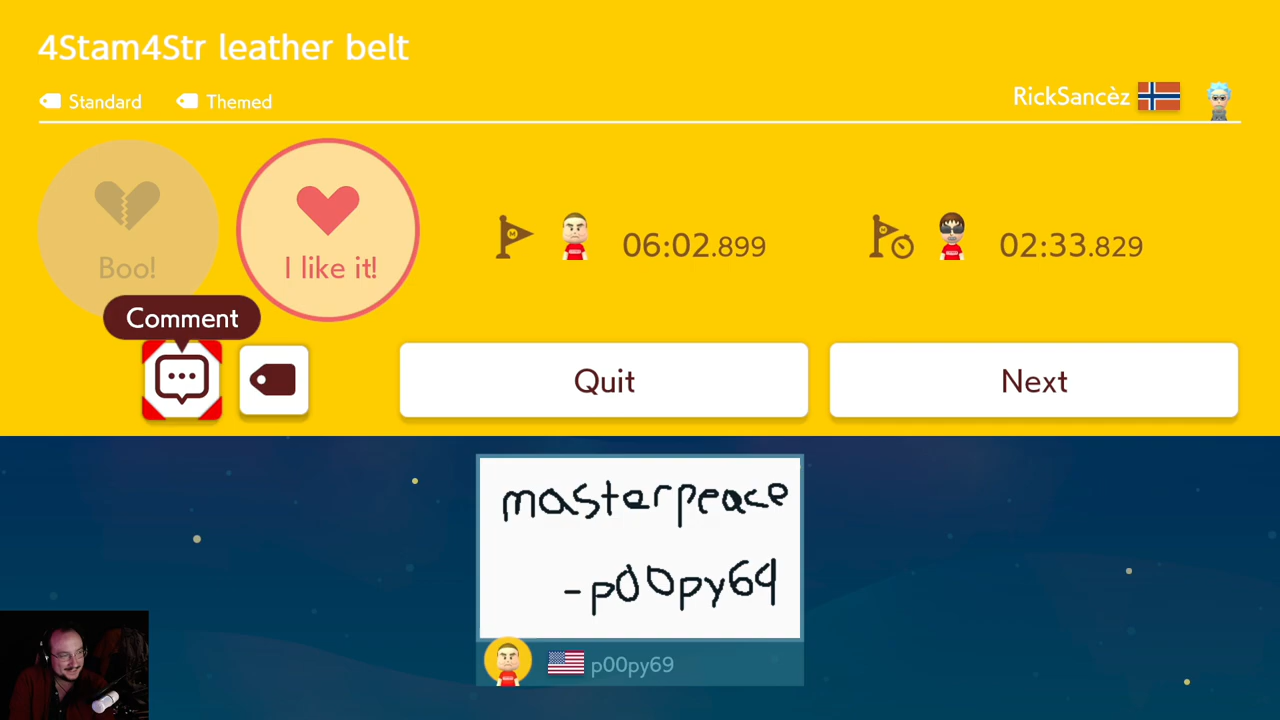 4Stam4Str leather belt
Standard Themed
RickSancèz
Boo!
I like it!
06:02.899
02:33.829
Comment
Quit
Next
masterpeace
-p00py69
p00py69